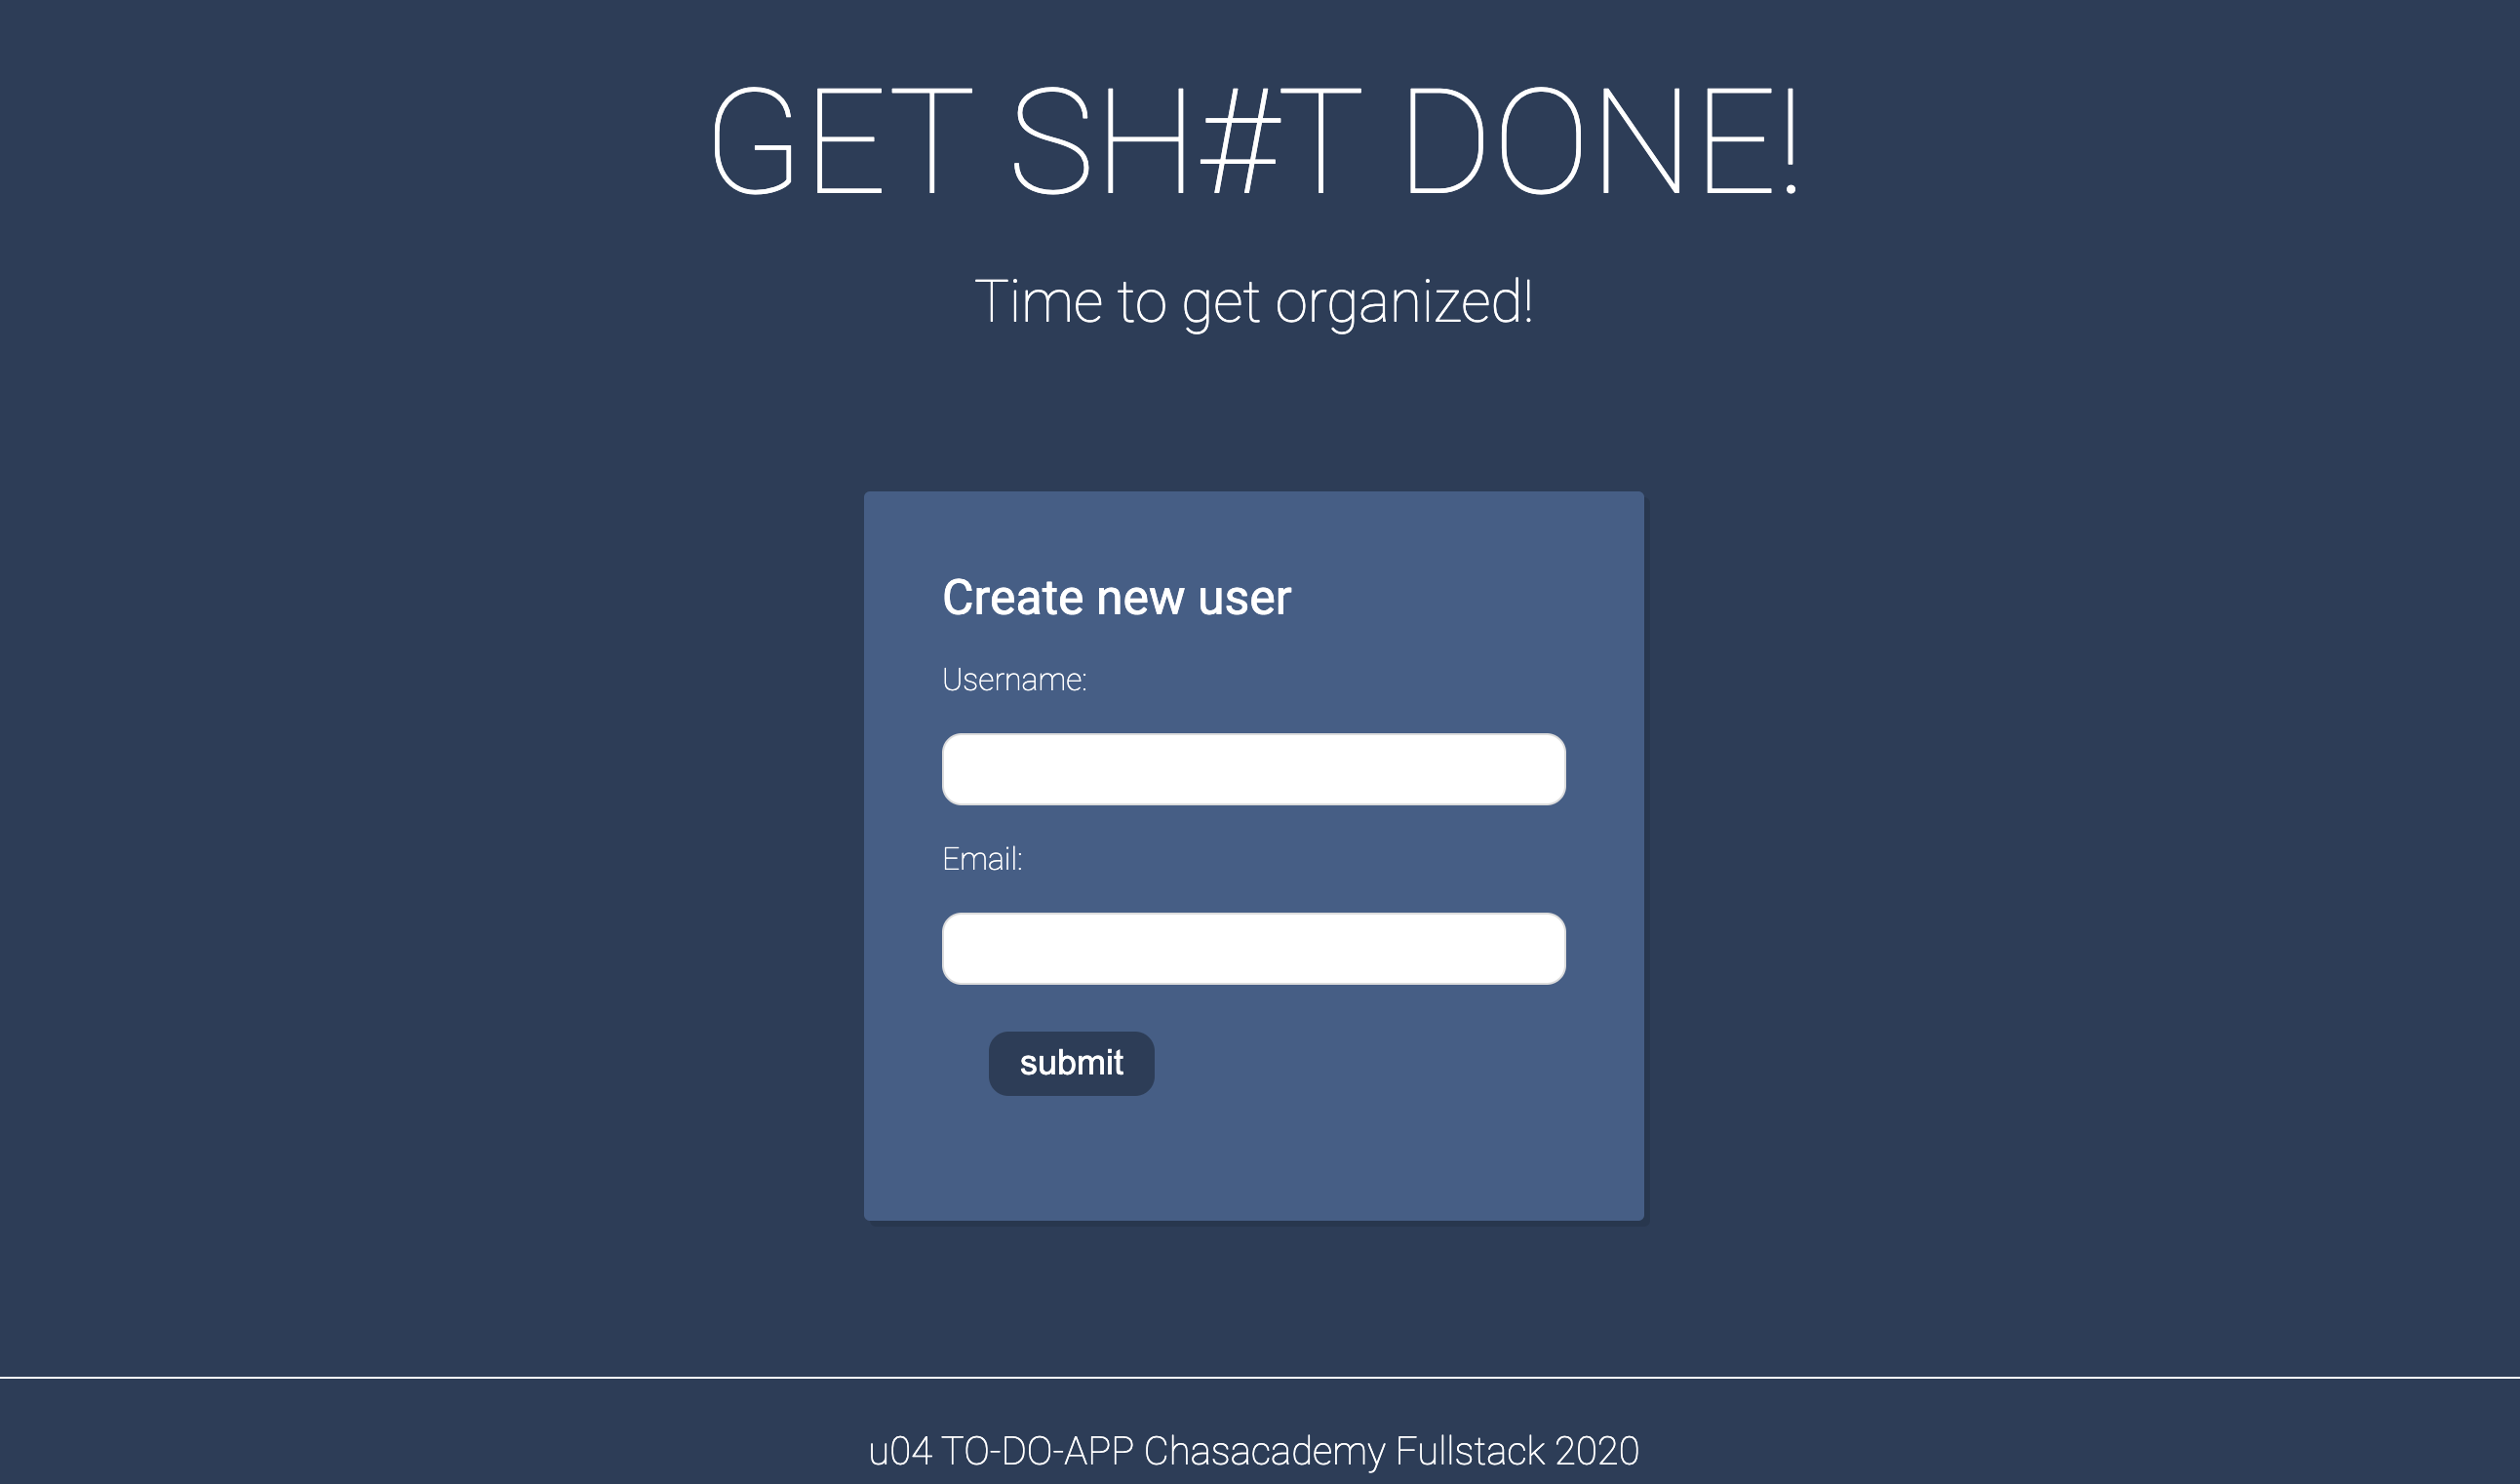 GET SH#T DONE!
Time to get organized!
Create new user
Username:
Email:
submit
u04 TO-DO-APP Chasacademy Fullstack 2020